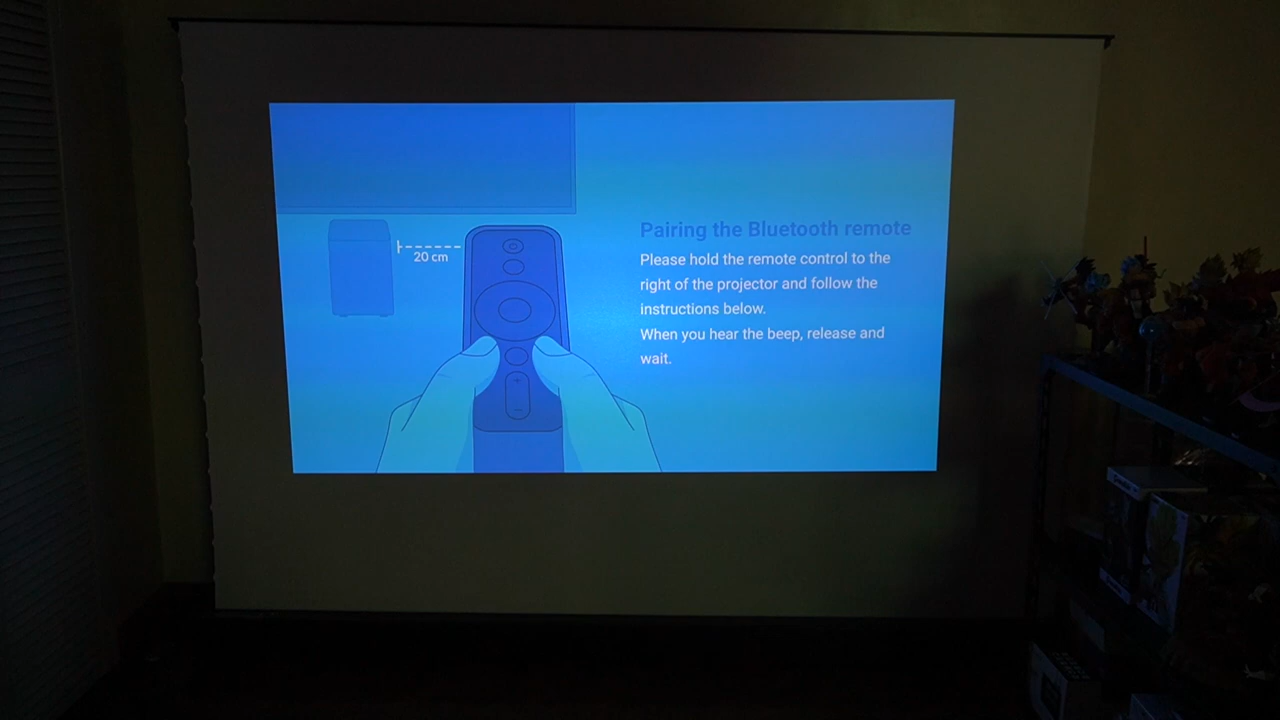 20 cm
Pairing the Bluetooth remote
Please hold the remote control to the
right of the projector and follow the
instructions below.
When you hear the beep, release and
wait.